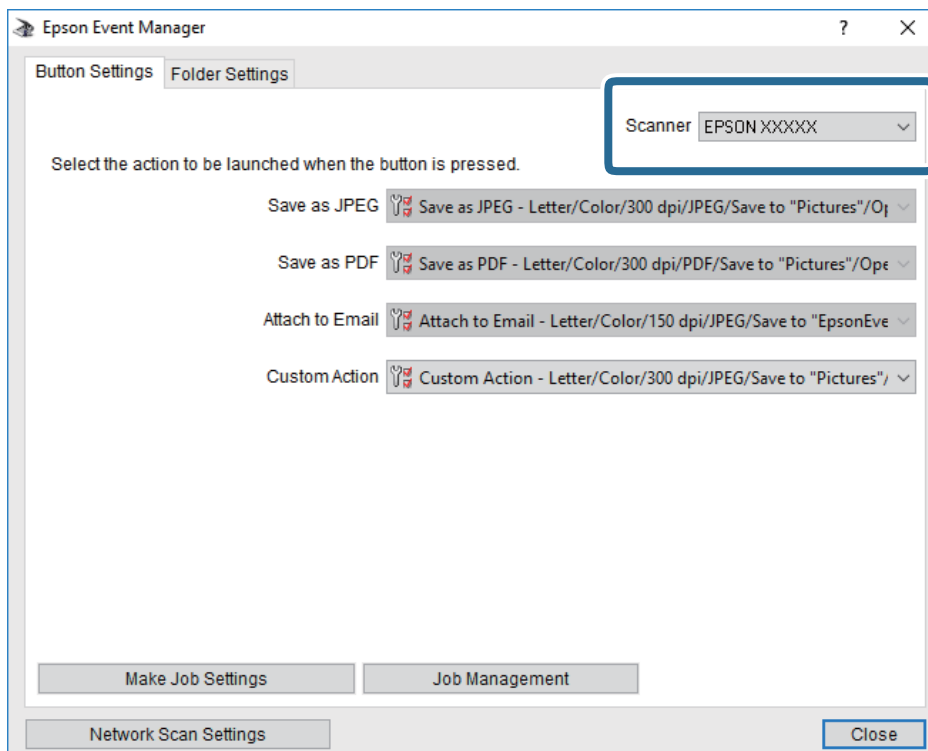 Epson Event Manager
Button Settings Folder Settings
Scanner EPSON XXXXX
Select the action to be launched when the button is pressed.
Save as JPEG Save as JPEG - Letter/Color/300 dpi/JPEG/Save to "Pictures"/Op
Save as PDF Save as PDF - Letter/Color/300 dpi/PDF/Save to "Pictures"/Ope
Attach to Email Attach to Email - Letter/Color/150 dpi/JPEG/Save to "EpsonEve
Custom Action Custom Action - Letter/Color/300 dpi/JPEG/Save to "Pictures"/
Make Job Settings Job Management
Network Scan Settings Close